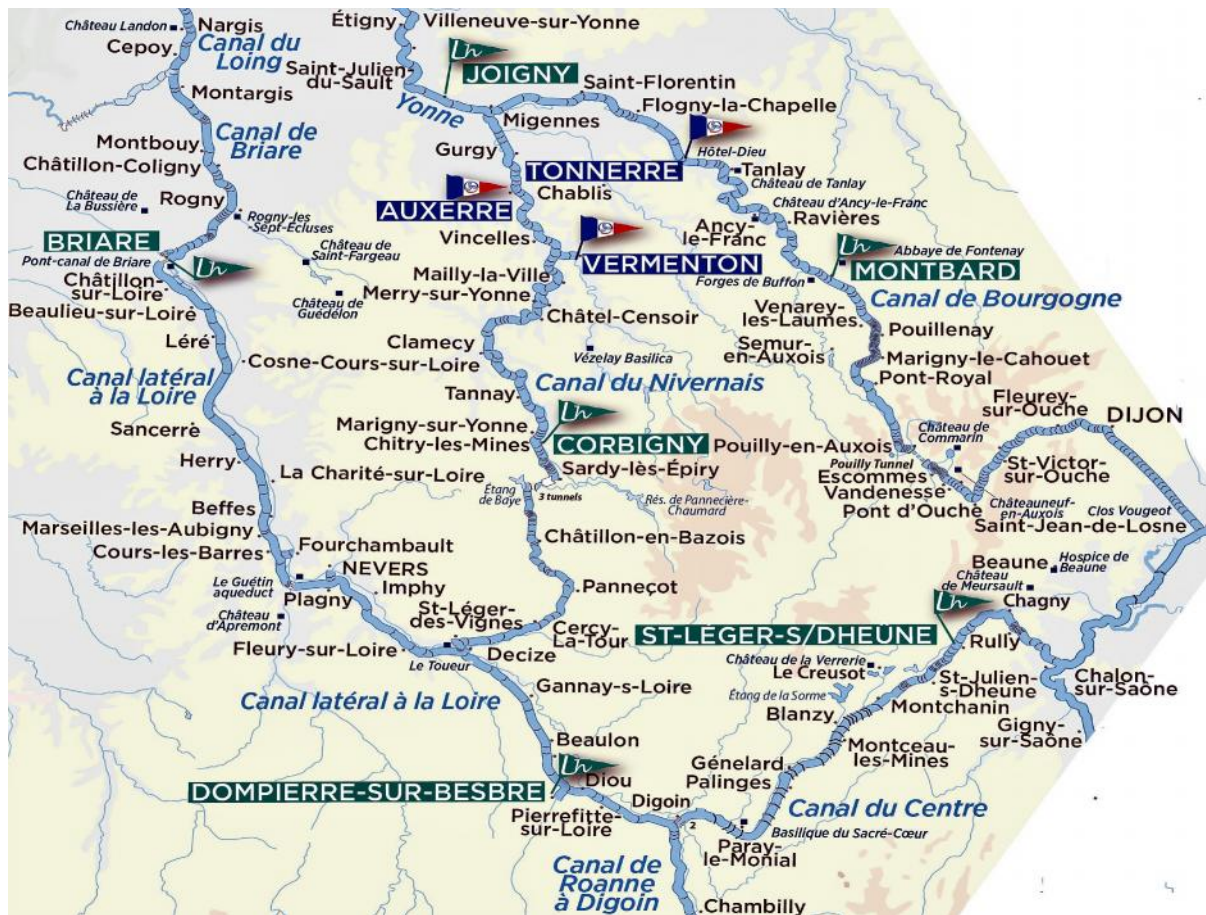 Château Landon
Nargis
Cepoy
Canal du
Loing
Montargis
Étigny
Villeneuve-sur-Yonne
Saint-Julien-
du-Sault
Ln
JOIGNY
Yonne
Saint-Florentin
Flogny-la-Chapelle
Migennes
Montbouy
Canal de
Briare
Châtillon-Coligny
Château de
La Bussière
Rogny
Rogny-les
-Sept-Écluses
Gurgy
TONNERRE
Hôtel-Dieu
Tanlay
Château de Tanlay
AUXERRE
Chablis
Château d'Ancy-le-Franc
Ancy-
le-Franc
Ravières
BRIARE
Pont-canal de Briare
Ln
Château de
Saint-Fargeau
Vincelles
VERMENTON
Ln
Abbaye de Fontenay
MONTBARD
Forges de Buffon
Canal de Bourgogne
Châtillon-
sur-Loire
Beaulieu-sur-Loire
Château de
Guédelon
Mailly-la-Ville
Merry-sur-Yonne
Châtel-Censoir
Venarey-
les-Laumes
Pouillenay
Léré
Cosne-Cours-sur-Loire
Clamecy
Vézelay Basilica
Semur-
en-Auxois
Marigny-le-Cahouet
Pont-Royal
Canal latéral
à la Loire
Canal du Nivernais
Tannay
Fleurey-
sur-Ouche
DIJON
Sancerre
Marigny-sur-Yonne
Chitry-les-Mines
Ln
CORBIGNY
Pouilly-en-Auxois
Château de
Commarin
Herry
La Charité-sur-Loire
Sardy-lès-Épiry
Pouilly Tunnel
Escommes
Vandenesse
Pont d'Ouche
St-Victor-
sur-Ouche
Châteauneuf-
en-Auxois
Étang
de Baye
3 tunnels
Rés. de Pannecière-
Chaumard
Beffes
Marseilles-les-Aubigny
Cours-les-Barres
Saint-Jean-de-Losne
Clos Vougeot
Châtillon-en-Bazois
Fourchambault
NEVERS
Imphy
Le Guétin
aqueduct
Plagny
Panneçot
Beaune
Hospice de
Beaune
Château
de Meursault
Chagny
Château
d'Apremont
St-Léger-
des-Vignes
Cercy-
La-Tour
Ln
ST-LÉGER-S/DHEUNE
Rully
Fleury-sur-Loire
Le Toueur
Decize
Château de la Verrerie
Le Creusot
St-Julien-
s-Dheune
Chalon-
sur-Saône
Canal latéral à la Loire
Gannay-s-Loire
Étang de la Sorme
Montchanin
Blanzy
Gigny-
sur-Saône
Beaulon
Montceau-
les-Mines
Ln
DOMPIERRE-SUR-BESBRE
Diou
Génelard
Palinges
Pierrefitte-
sur-Loire
Digoin
2
Canal du Centre
Basilique du Sacré-Cœur
Paray-
le-Monial
Canal de
Roanne
à Digoin
Chambilly